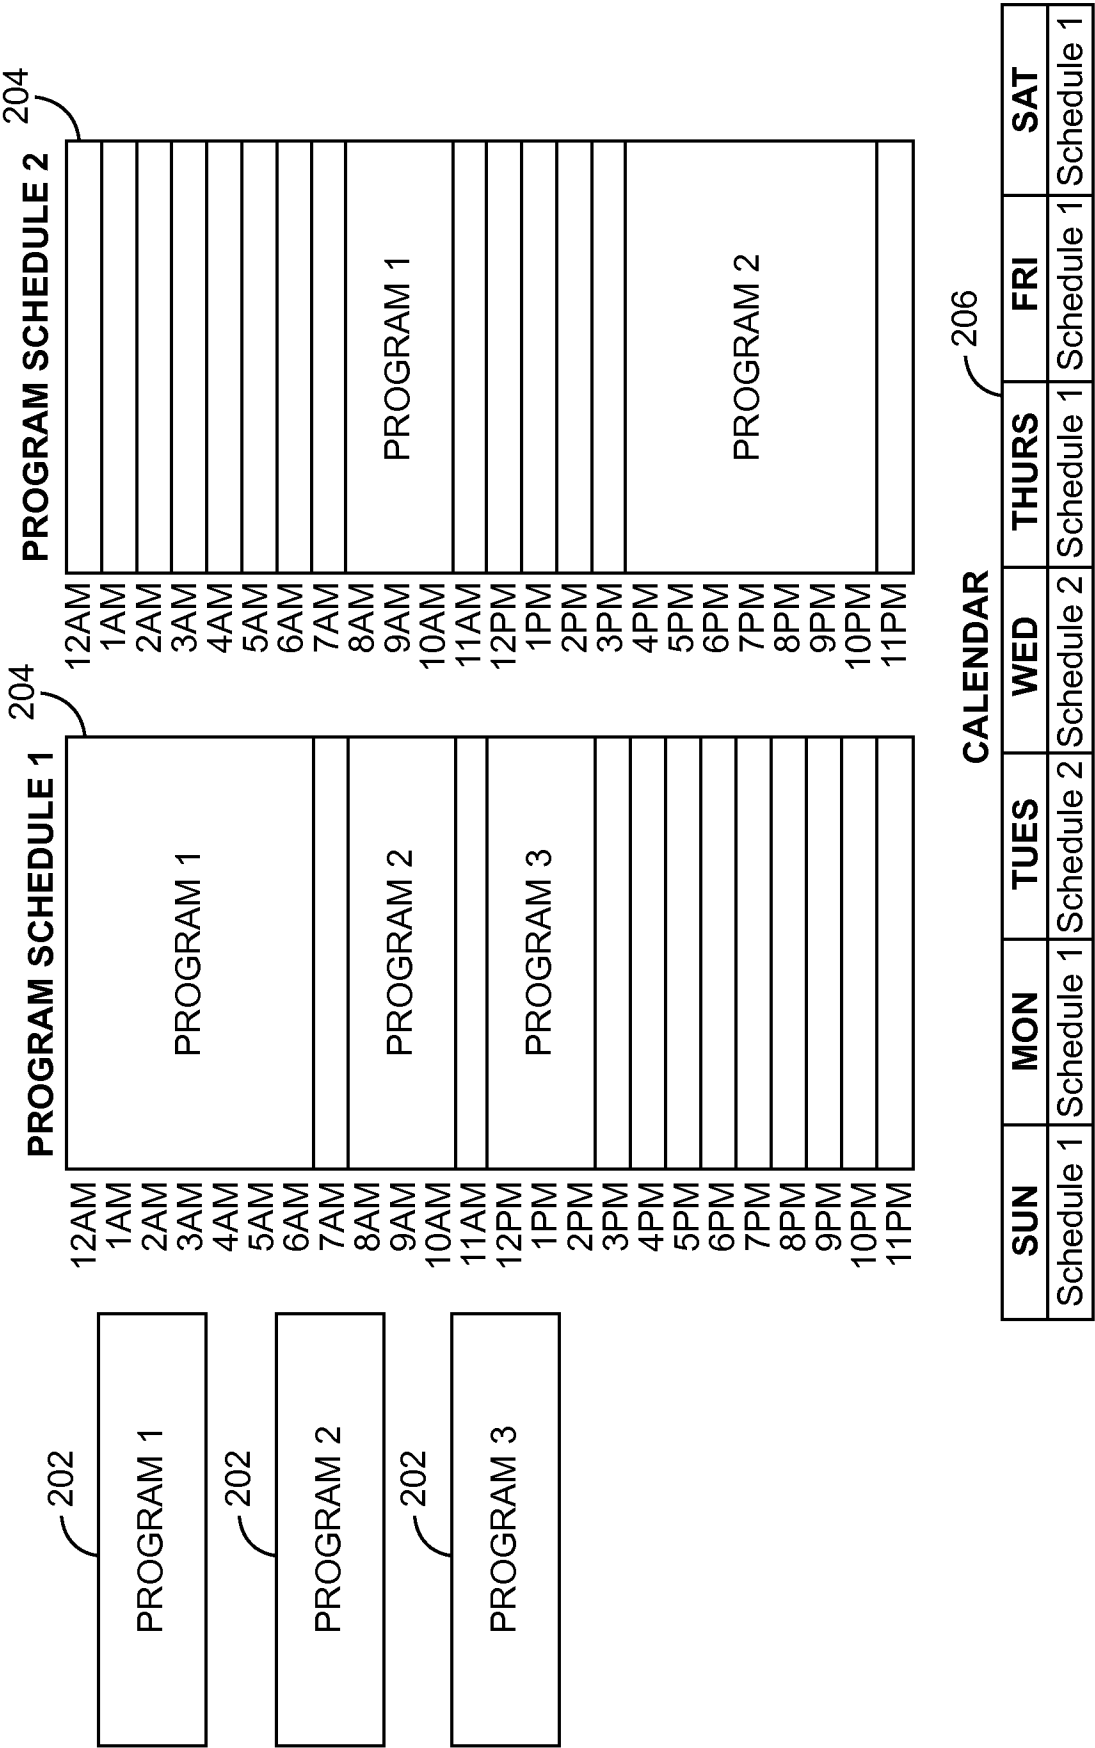 202
PROGRAM 1
202
PROGRAM 2
202
PROGRAM 3
PROGRAM SCHEDULE 1
204
12AM
1AM
2AM
3AM
4AM
5AM
6AM
7AM
8AM
9AM
10AM
11AM
12PM
1PM
2PM
3PM
4PM
5PM
6PM
7PM
8PM
9PM
10PM
11PM
PROGRAM 1
PROGRAM 2
PROGRAM 3
PROGRAM SCHEDULE 2
204
12AM
1AM
2AM
3AM
4AM
5AM
6AM
7AM
8AM
9AM
10AM
11AM
12PM
1PM
2PM
3PM
4PM
5PM
6PM
7PM
8PM
9PM
10PM
11PM
PROGRAM 1
PROGRAM 2
CALENDAR
206
SUN MON TUES WED THURS FRI SAT
Schedule 1 Schedule 1 Schedule 2 Schedule 2 Schedule 1 Schedule 1 Schedule 1